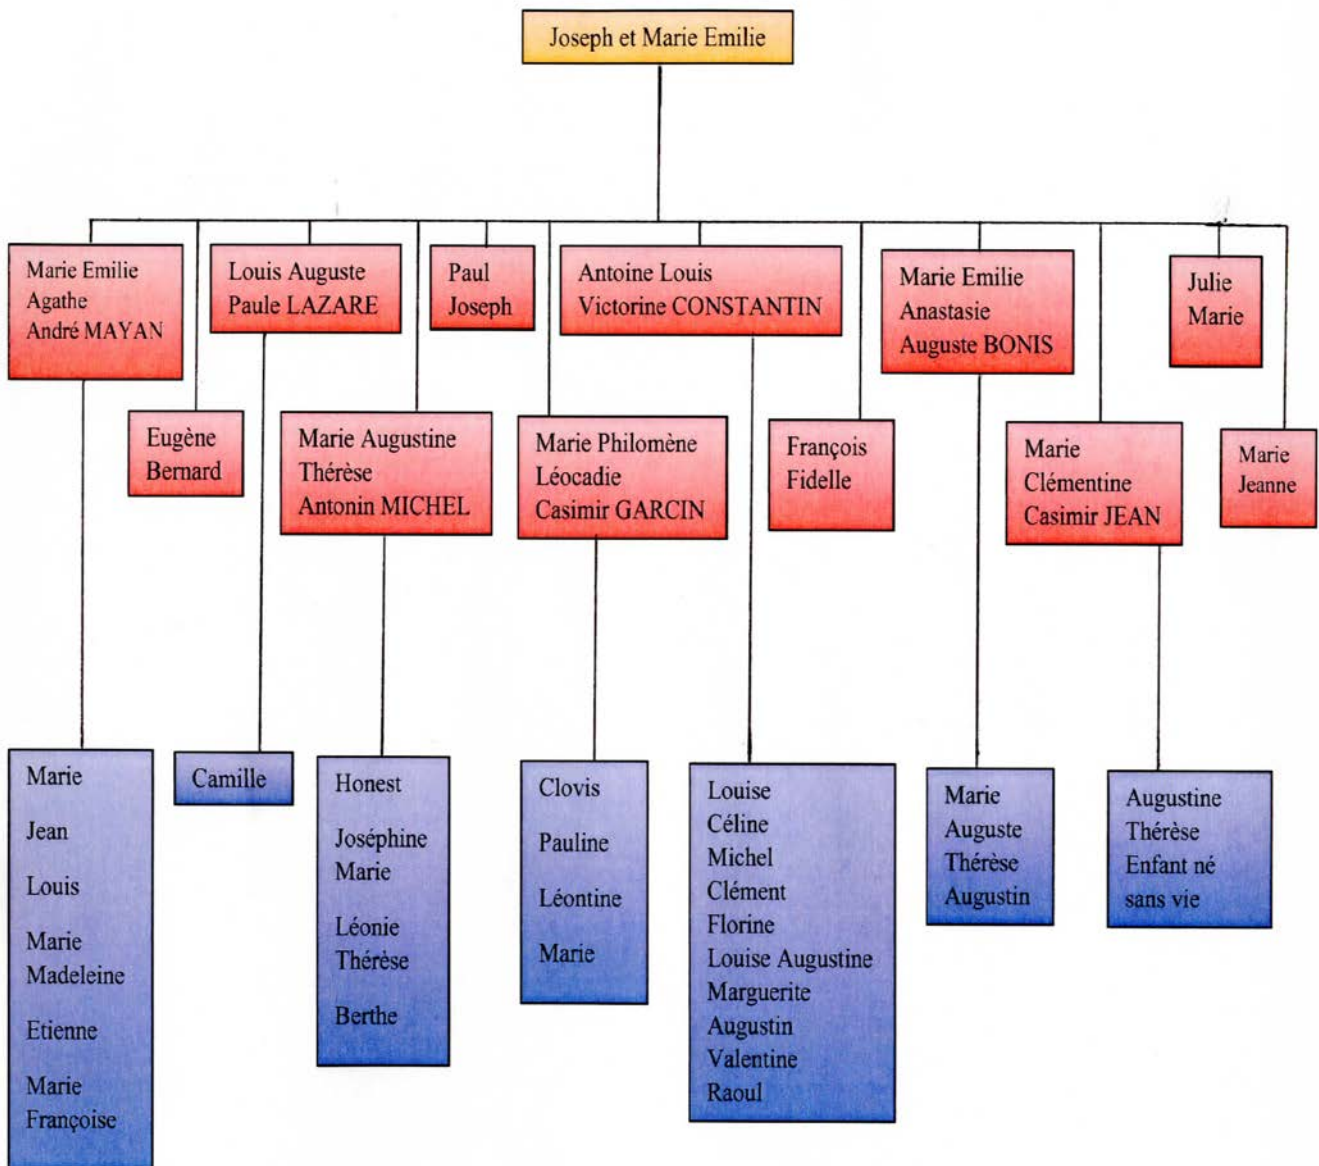 Joseph et Marie Emilie
Marie Emilie
Agathe
André MAYAN
Eugène
Bernard
Louis Auguste
Paule LAZARE
Marie Augustine
Thérèse
Antonin MICHEL
Paul
Joseph
Marie Philomène
Léocadie
Casimir GARCIN
Antoine Louis
Victorine CONSTANTIN
François
Fidelle
Marie Emilie
Anastasie
Auguste BONIS
Marie
Clémentine
Casimir JEAN
Julie
Marie
Marie
Jeanne
Marie
Jean
Louis
Marie
Madeleine
Etienne
Marie
Françoise
Camille
Honest
Joséphine
Marie
Léonie
Thérèse
Berthe
Clovis
Pauline
Léontine
Marie
Louise
Céline
Michel
Clément
Florine
Louise Augustine
Marguerite
Augustin
Valentine
Raoul
Marie
Auguste
Thérèse
Augustin
Augustine
Thérèse
Enfant né
sans vie